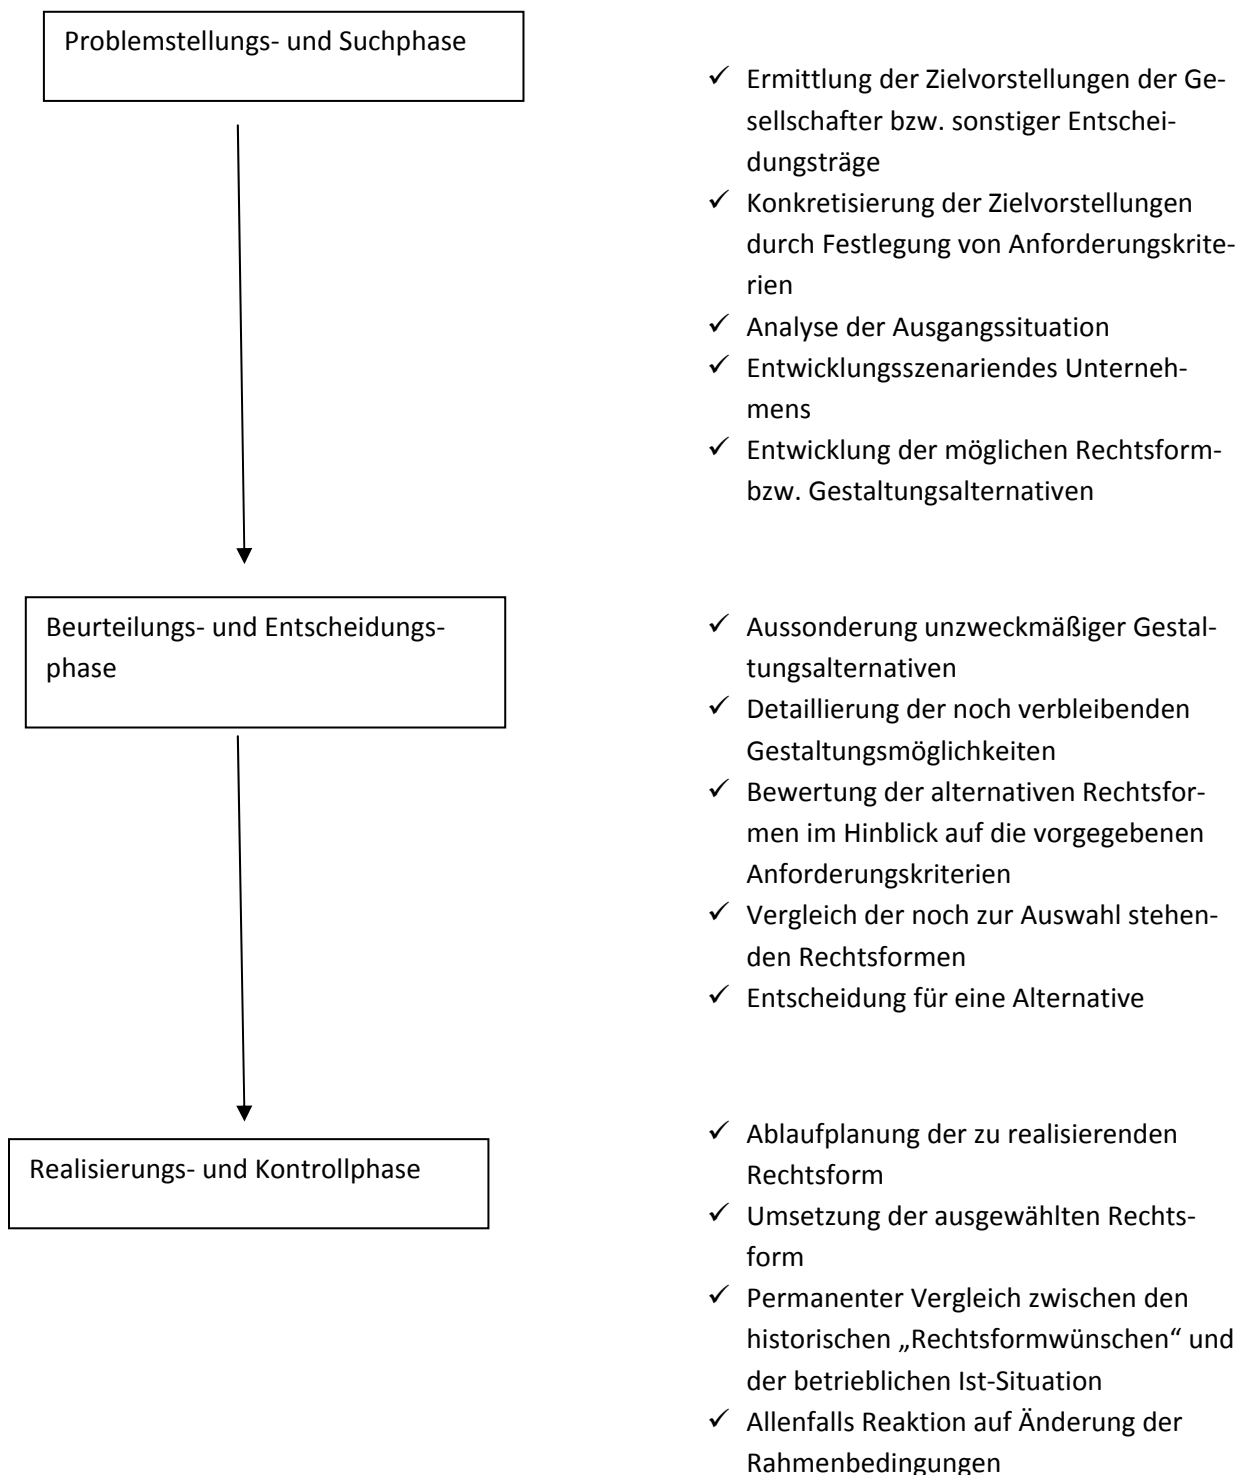 Problemstellungs- und Suchphase
✓ Ermittlung der Zielvorstellungen der Ge-
sellschafter bzw. sonstiger Entschei-
dungsträge
✓ Konkretisierung der Zielvorstellungen
durch Festlegung von Anforderungskrite-
rien
✓ Analyse der Ausgangssituation
✓ Entwicklungsszenariendes Unterneh-
mens
✓ Entwicklung der möglichen Rechtsform-
bzw. Gestaltungsalternativen
Beurteilungs- und Entscheidungs-
phase
✓ Aussonderung unzweckmäßiger Gestal-
tungsalternativen
✓ Detaillierung der noch verbleibenden
Gestaltungsmöglichkeiten
✓ Bewertung der alternativen Rechtsfor-
men im Hinblick auf die vorgegebenen
Anforderungskriterien
✓ Vergleich der noch zur Auswahl stehen-
den Rechtsformen
✓ Entscheidung für eine Alternative
Realisierungs- und Kontrollphase
✓ Ablaufplanung der zu realisierenden
Rechtsform
✓ Umsetzung der ausgewählten Rechts-
form
✓ Permanenter Vergleich zwischen den
historischen „Rechtsformwünschen“ und
der betrieblichen Ist-Situation
✓ Allenfalls Reaktion auf Änderung der
Rahmenbedingungen